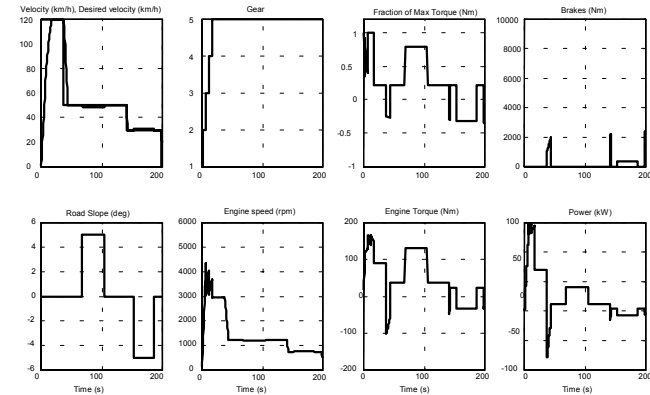 Velocity (km/h), Desired velocity (km/h)
120
100
80
60
40
20
0
0 100 200
Gear
5
4
3
2
1
0 100 200
Fraction of Max Torque (Nm)
1
0.5
0
-0.5
-1
0 100 200
Brakes (Nm)
10000
8000
6000
4000
2000
0
0 100 200
Road Slope (deg)
6
4
2
0
-2
-4
-6
0 100 200
Time (s)
Engine speed (rpm)
6000
5000
4000
3000
2000
1000
0
0 100 200
Time (s)
Engine Torque (Nm)
200
100
0
-100
-200
0 100 200
Time (s)
Power (kW)
100
50
0
-50
-100
0 100 200
Time (s)